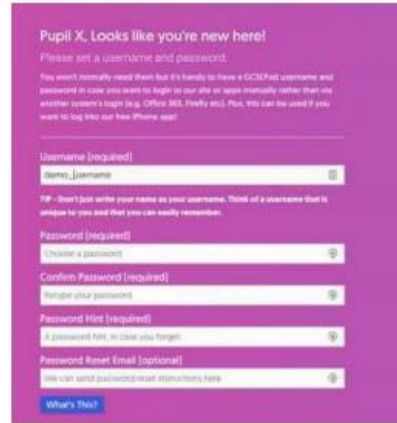 Pupil X, Looks like you're new here!
Please set a username and password.
You won't normally need them but it's handy to have a GCSEPod username and
password in case you want to login to our site or apps manually rather than via
another system's login (e.g. Office 365, Firefly etc). Plus, this can be used if you
want to log into our free iPhone app!
Username (required)
demo_username
TIP - Don't just write your name as your username. Think of a username that is
unique to you and that you can easily remember.
Password (required)
Choose a password
Confirm Password (required)
Retype your password
Password Hint (required)
A password hint, in case you forget
Password Reset Email (optional)
We can send password reset instructions here
What's This?